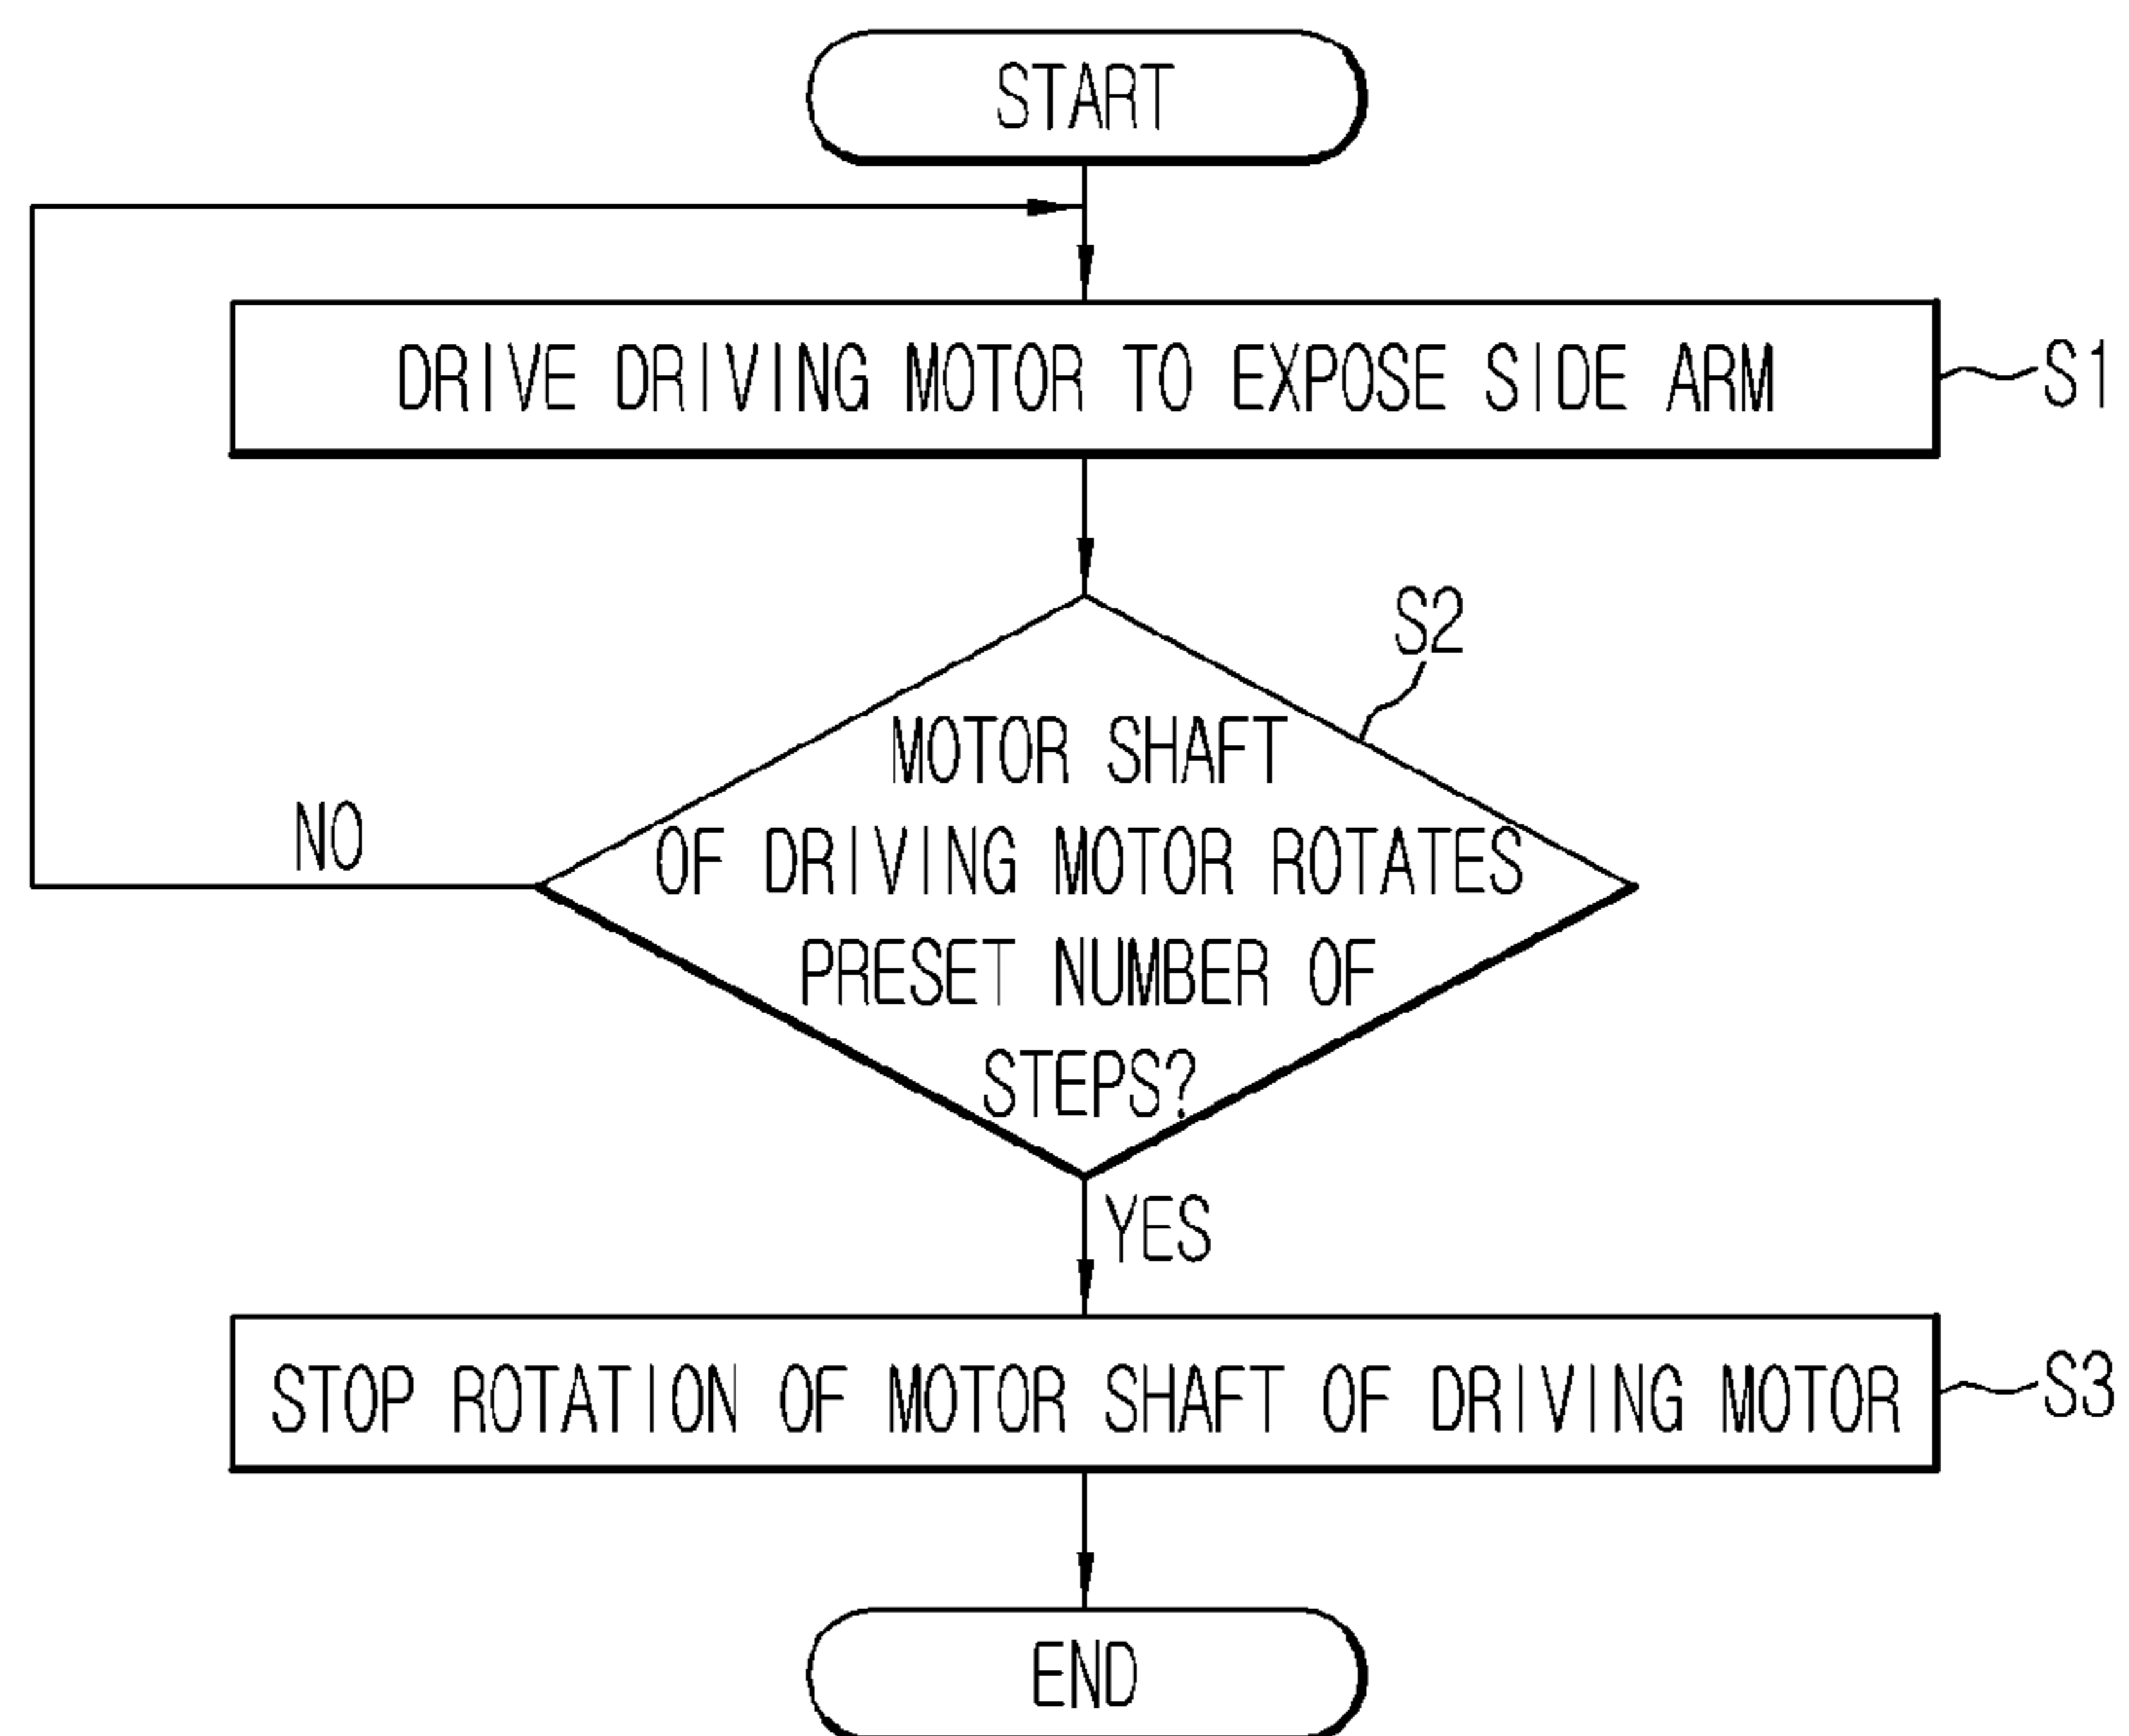 START
DRIVE DRIVING MOTOR TO EXPOSE SIDE ARM
S1
S2
MOTOR SHAFT
OF DRIVING MOTOR ROTATES
PRESET NUMBER OF
STEPS?
NO
YES
STOP ROTATION OF MOTOR SHAFT OF DRIVING MOTOR
S3
END